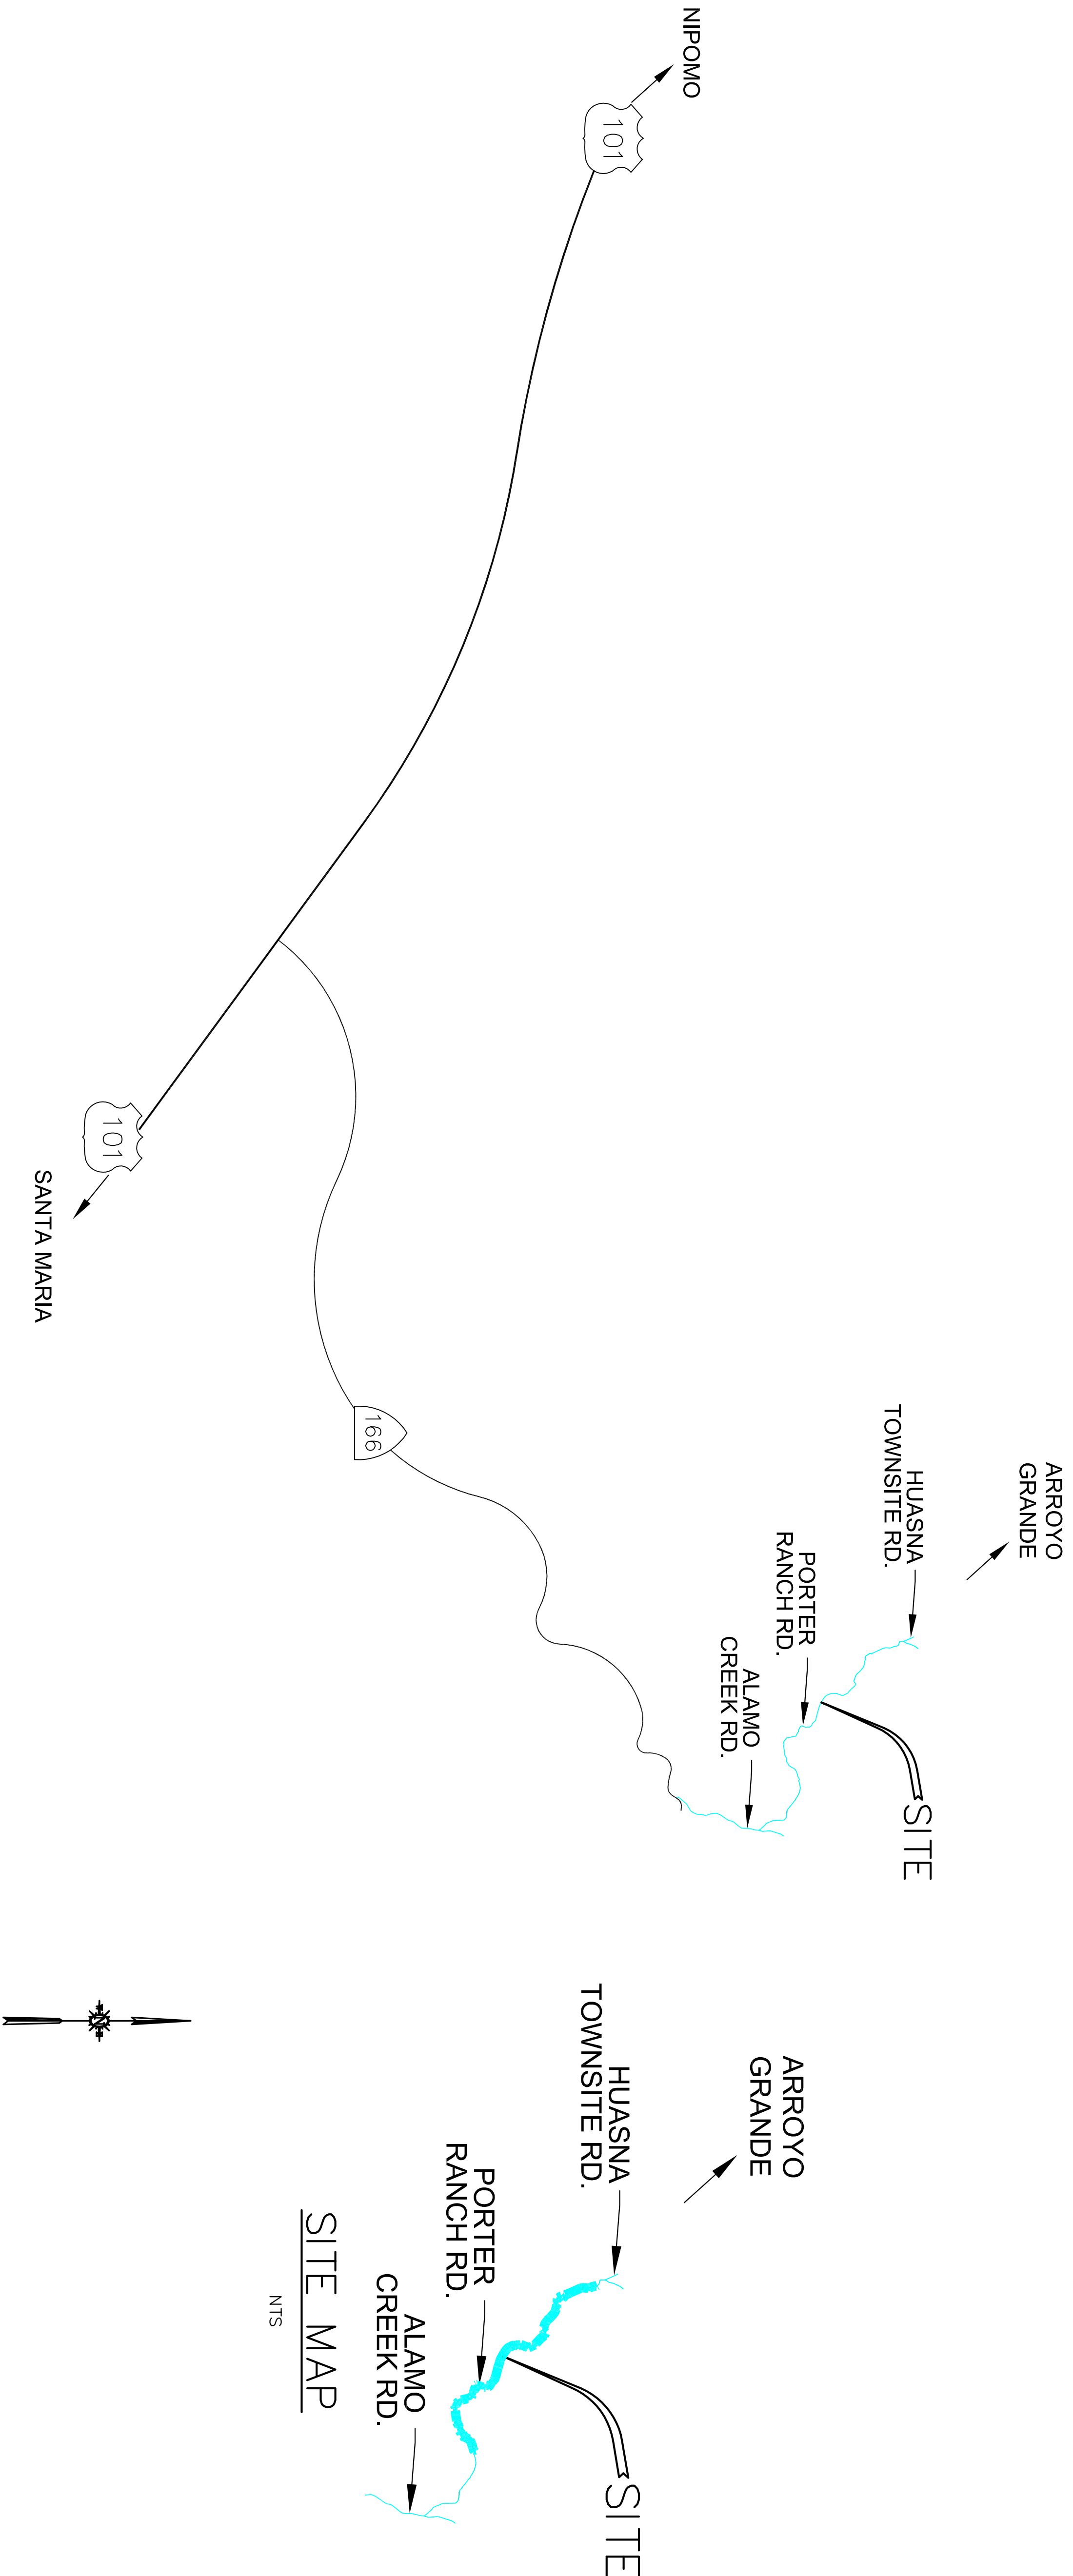 NIPOMO
101
101
SANTA MARIA
166
ARROYO
GRANDE
HUASNA
TOWNSITE RD.
PORTER
RANCH RD.
ALAMO
CREEK RD.
SITE
ARROYO
GRANDE
HUASNA
TOWNSITE RD.
PORTER
RANCH RD.
ALAMO
CREEK RD.
SITE
N
SITE MAP
NTS